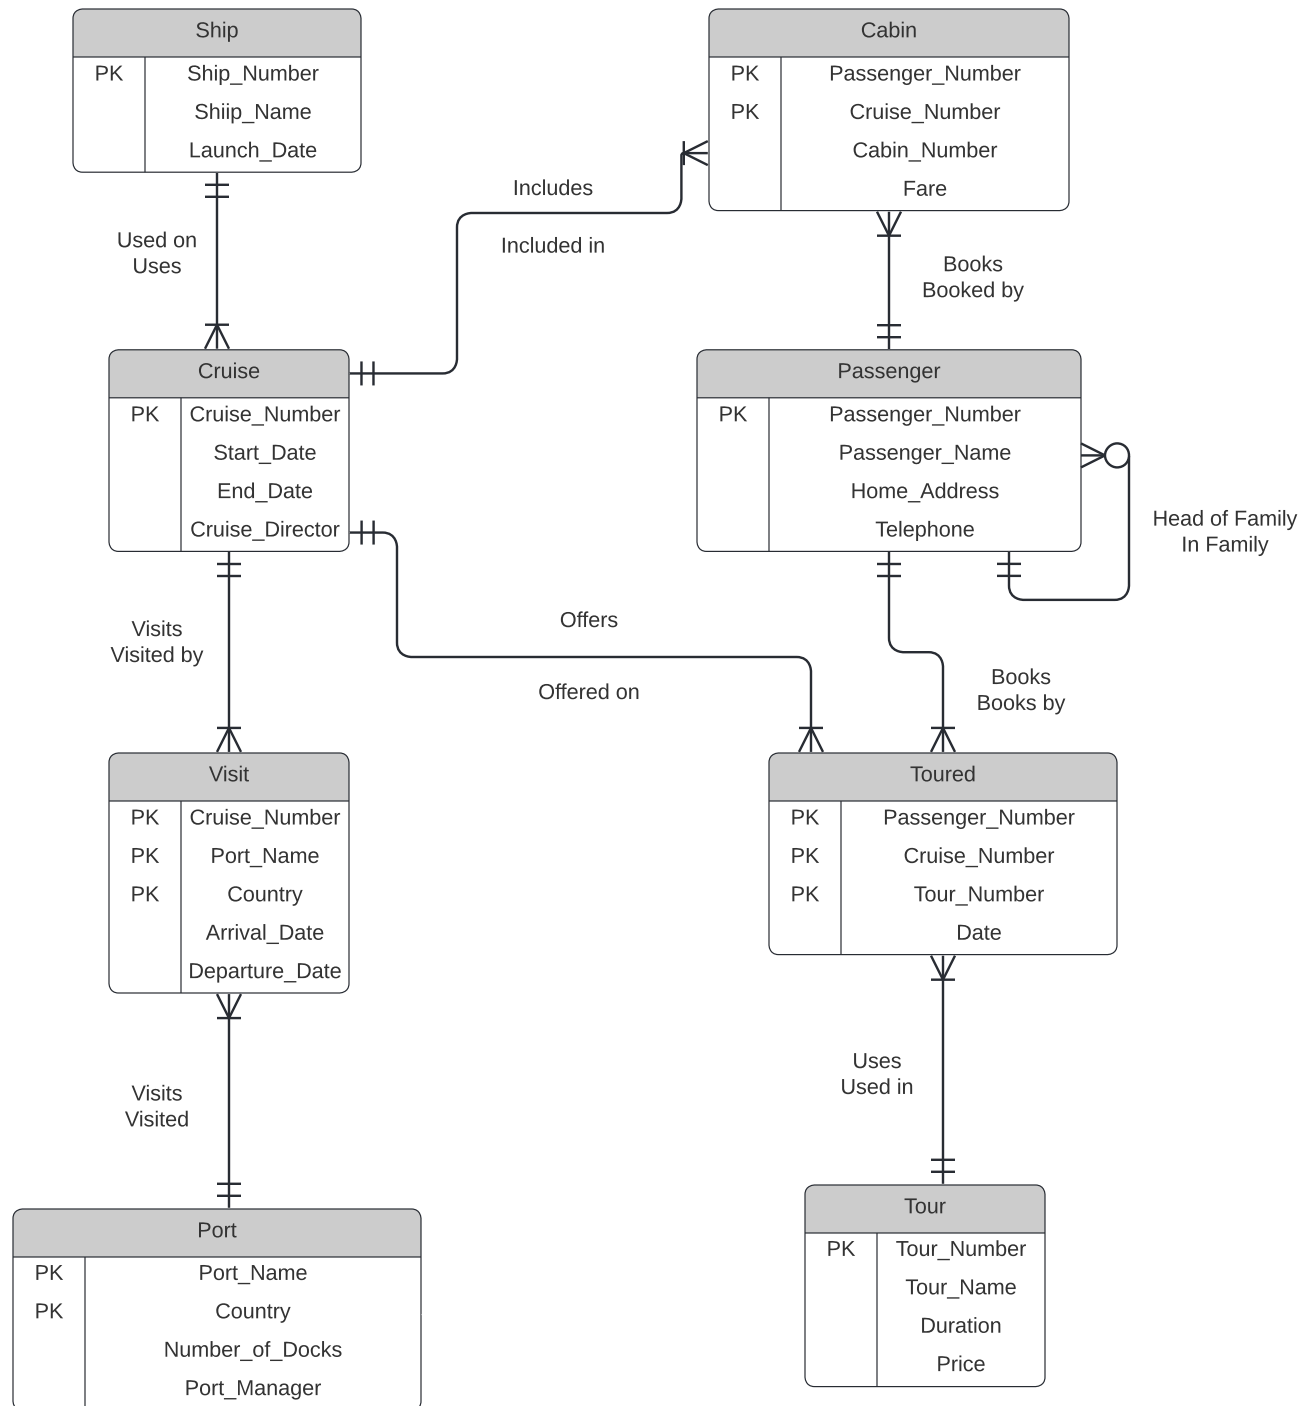 Ship
PK Ship_Number
Shiip_Name
Launch_Date
Cabin
PK Passenger_Number
PK Cruise_Number
Cabin_Number
Fare
Includes
Included in
Used on
Uses
Books
Booked by
Cruise
PK Cruise_Number
Start_Date
End_Date
Cruise_Director
Passenger
PK Passenger_Number
Passenger_Name
Home_Address
Telephone
Head of Family
In Family
Visits
Visited by
Offers
Offered on
Books
Books by
Visit
PK Cruise_Number
PK Port_Name
PK Country
Arrival_Date
Departure_Date
Toured
PK Passenger_Number
PK Cruise_Number
PK Tour_Number
Date
Visits
Visited
Uses
Used in
Port
PK Port_Name
PK Country
Number_of_Docks
Port_Manager
Tour
PK Tour_Number
Tour_Name
Duration
Price